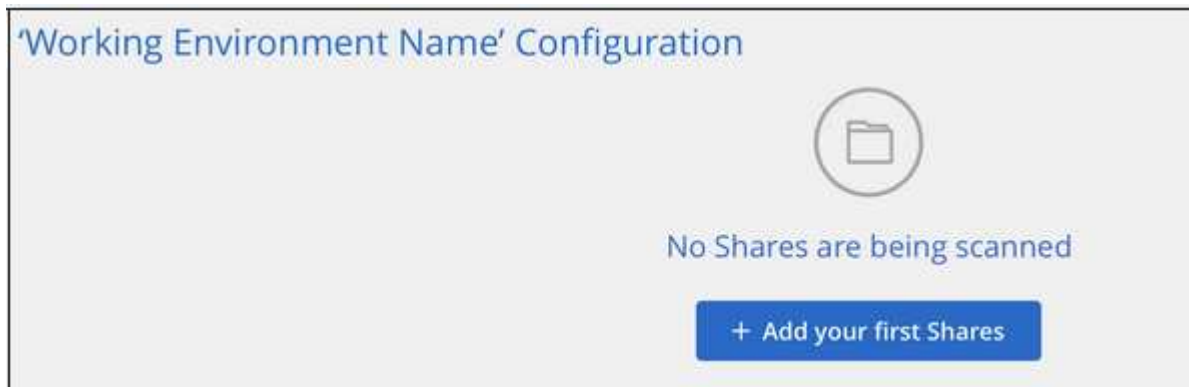 ‘Working Environment Name’ Configuration
No Shares are being scanned
+ Add your first Shares